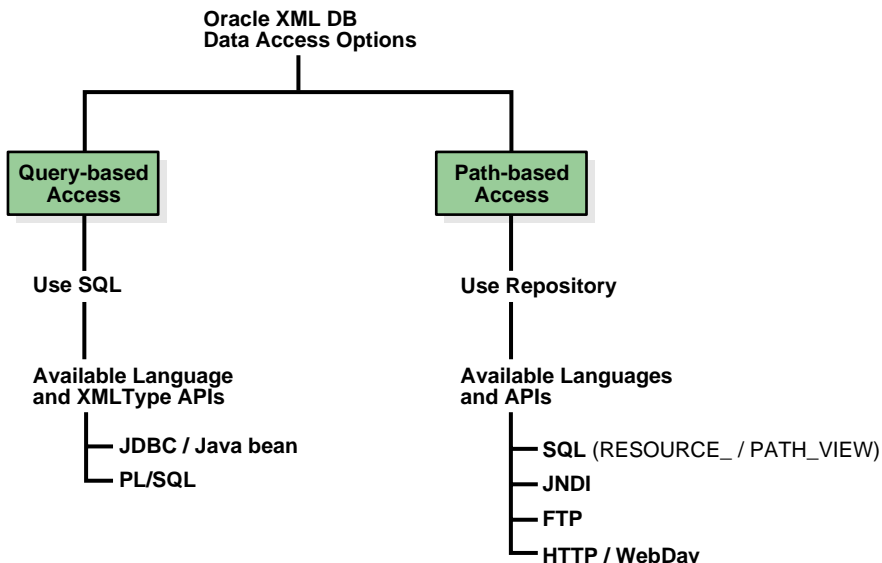 Oracle XML DB
Data Access Options
Query-based
Access
Path-based
Access
Use SQL
Use Repository
Available Language
and XMLType APIs
Available Languages
and APIs
JDBC / Java bean
PL/SQL
SQL (RESOURCE_ / PATH_VIEW)
JNDI
FTP
HTTP / WebDav